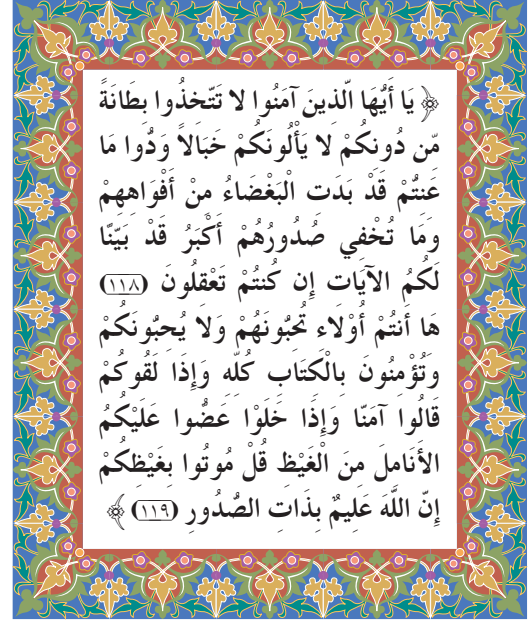 ﴿ يَا أَيُّهَا الَّذِينَ آمَنُوا لا تَتَّخِذُوا بِطَانَةً
مِّن دُونِكُمْ لا يَأْلُونَكُمْ خَبَالاً وَدُّوا مَا
عَنِتُّمْ قَدْ بَدَتِ الْبَغْضَاءُ مِنْ أَفْوَاهِهِمْ
وَمَا تُخْفِي صُدُورُهُمْ أَكْبَرُ قَدْ بَيَّنَّا
لَكُمُ الآيَاتِ إِن كُنتُمْ تَعْقِلُونَ (١١٨)
هَا أَنتُمْ أُوْلاءِ تُحِبُّونَهُمْ وَلا يُحِبُّونَكُمْ
وَتُؤْمِنُونَ بِالْكِتَابِ كُلِّهِ وَإِذَا لَقُوكُمْ
قَالُوا آمَنَّا وَإِذَا خَلَوْا عَضُّوا عَلَيْكُمُ
الأَنَامِلَ مِنَ الْغَيْظِ قُلْ مُوتُوا بِغَيْظِكُمْ
إِنَّ اللَّهَ عَلِيمٌ بِذَاتِ الصُّدُورِ (١١٩) ﴾